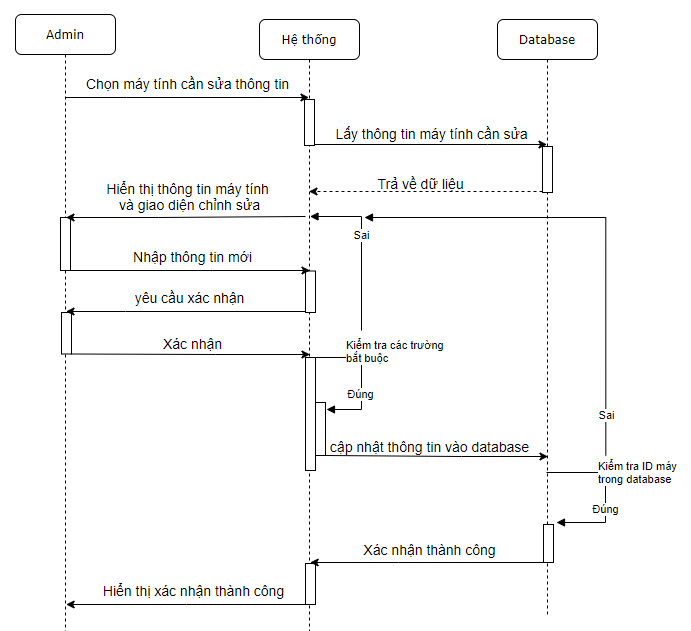 Admin
Hệ thống
Database
Chọn máy tính cần sửa thông tin
Lấy thông tin máy tính cần sửa
Trả về dữ liệu
Hiển thị thông tin máy tính
và giao diện chỉnh sửa
Sai
Nhập thông tin mới
yêu cầu xác nhận
Xác nhận
Kiểm tra các trường
bắt buộc
Đúng
Sai
cập nhật thông tin vào database
Kiểm tra ID máy
trong database
Đúng
Xác nhận thành công
Hiển thị xác nhận thành công